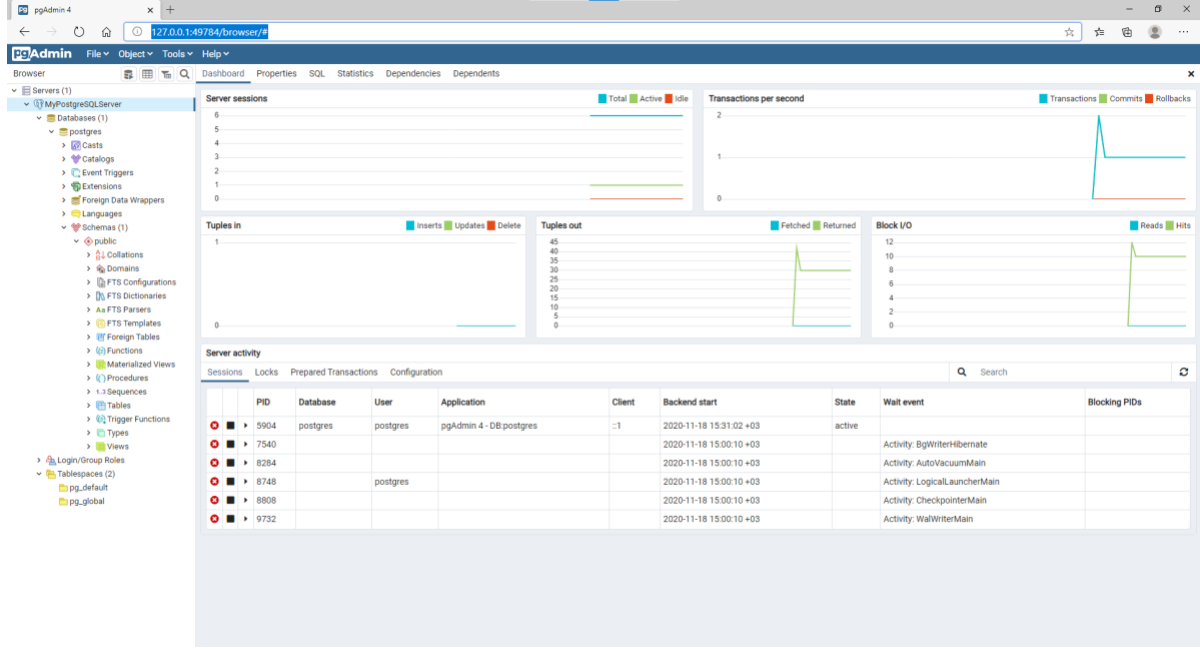 pgAdmin 4
127.0.0.1:49784/browser/#
pgAdmin File Object Tools Help
Browser
Dashboard Properties SQL Statistics Dependencies Dependents
Servers (1)
MyPostgreSQLServer
Databases (1)
postgres
Casts
Catalogs
Event Triggers
Extensions
Foreign Data Wrappers
Languages
Schemas (1)
public
Collations
Domains
FTS Configurations
FTS Dictionaries
FTS Parsers
FTS Templates
Foreign Tables
Functions
Materialized Views
Procedures
1..3 Sequences
Tables
Trigger Functions
Types
Views
Login/Group Roles
Tablespaces (2)
pg_default
pg_global
Server sessions Total Active Idle
6
5
4
3
2
1
0
Transactions per second Transactions Commits Rollbacks
2
1
0
Tuples in Inserts Updates Delete
1
0
Tuples out Fetched Returned
45
40
35
30
25
20
15
10
5
0
Block I/O Reads Hits
12
10
8
6
4
2
0
Server activity
Sessions Locks Prepared Transactions Configuration Search
PID Database User Application Client Backend start State Wait event Blocking PIDs
5904 postgres postgres pgAdmin 4 - DB:postgres ::1 2020-11-18 15:31:02 +03 active
7540 2020-11-18 15:00:10 +03 Activity: BgWriterHibernate
8284 2020-11-18 15:00:10 +03 Activity: AutoVacuumMain
8748 postgres 2020-11-18 15:00:10 +03 Activity: LogicalLauncherMain
8808 2020-11-18 15:00:10 +03 Activity: CheckpointerMain
9732 2020-11-18 15:00:10 +03 Activity: WalWriterMain